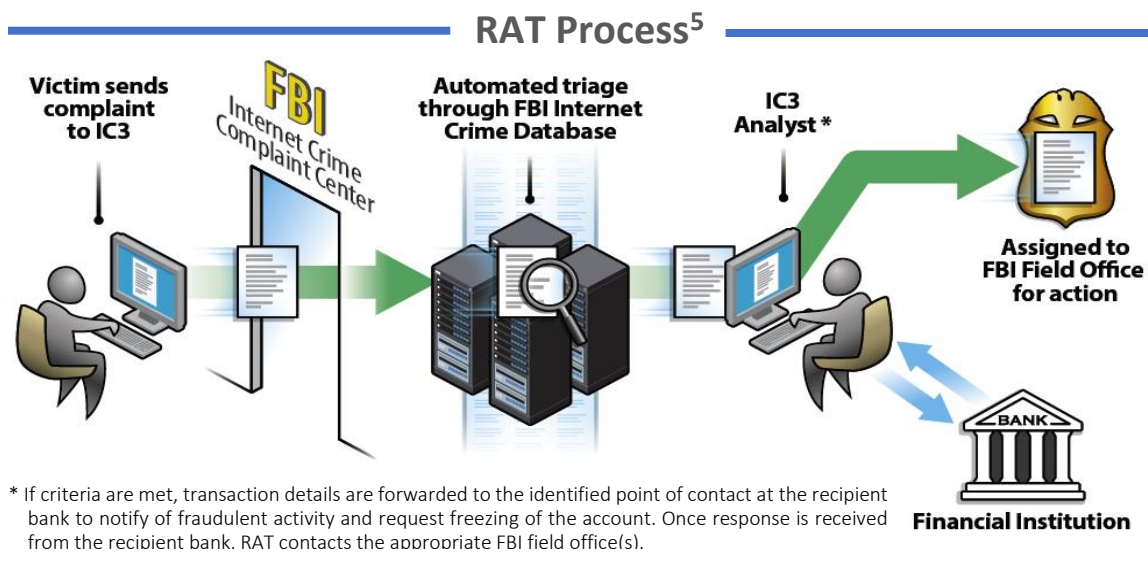 RAT Process5
Victim sends
complaint
to IC3
FBI
Internet Crime
Complaint Center
Automated triage
through FBI Internet
Crime Database
IC3
Analyst *
Assigned to
FBI Field Office
for action
BANK
Financial Institution
* If criteria are met, transaction details are forwarded to the identified point of contact at the recipient
bank to notify of fraudulent activity and request freezing of the account. Once response is received
from the recipient bank, RAT contacts the appropriate FBI field office(s).